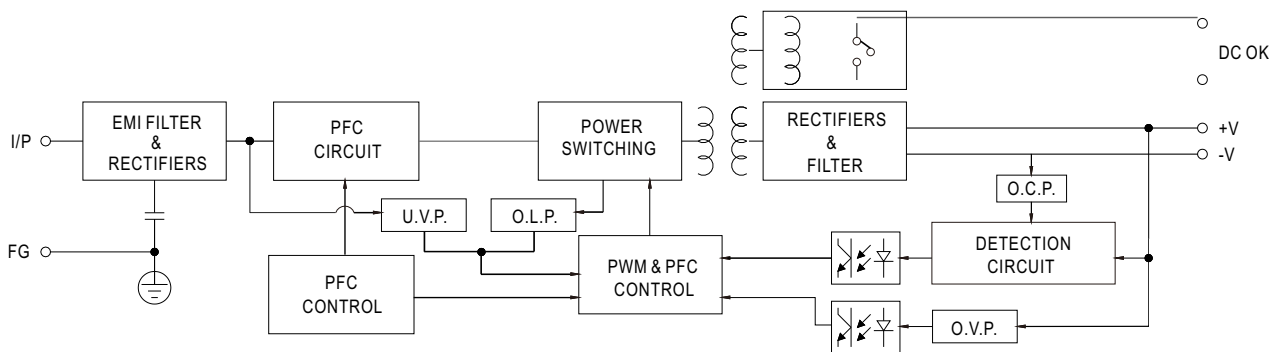 DC OK
I/P
EMI FILTER
&
RECTIFIERS
PFC
CIRCUIT
POWER
SWITCHING
RECTIFIERS
&
FILTER
+V
-V
O.C.P.
U.V.P.
O.L.P.
FG
PFC
CONTROL
PWM & PFC
CONTROL
DETECTION
CIRCUIT
O.V.P.